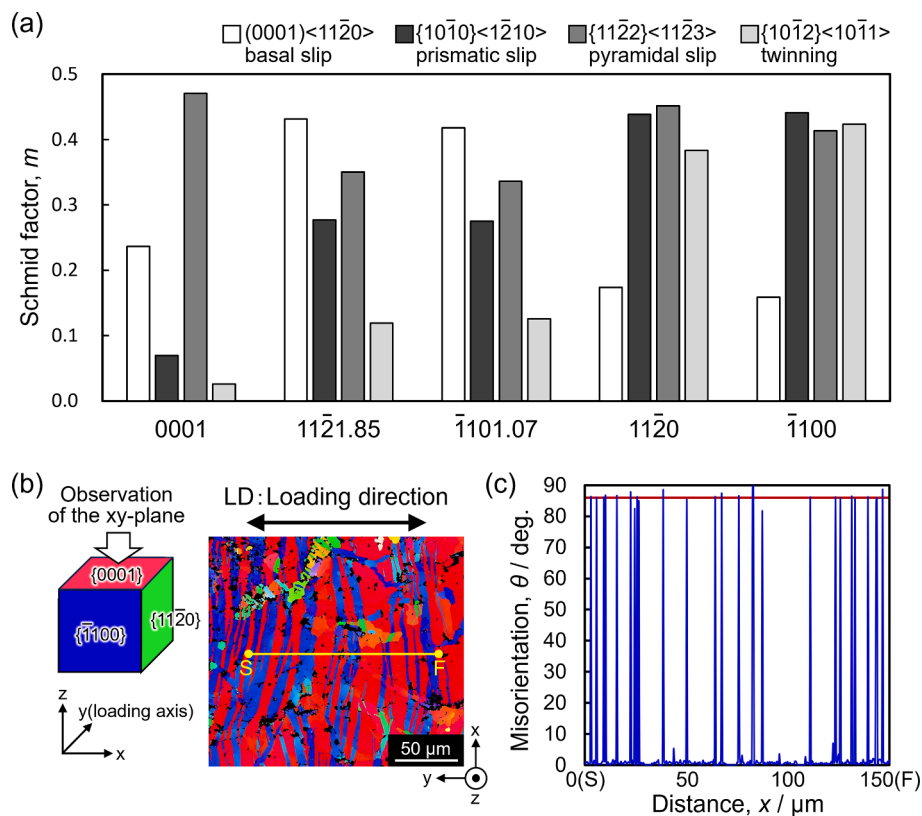 (a)
(0001)<112̄0>
basal slip
{101̄0}<12̄10>
prismatic slip
{112̄2}<112̄3>
pyramidal slip
{101̄2}<101̄1>
twinning
Schmid factor, m
0.5
0.4
0.3
0.2
0.1
0.0
0001
112̄1.85
1̄101.07
112̄0
1̄100
(b)
Observation
of the xy-plane
{0001}
{1̄100}
{112̄0}
z
y(loading axis)
x
LD:Loading direction
S
F
50 μm
x
y
z
(c)
Misorientation, θ / deg.
90
80
70
60
50
40
30
20
10
0
0(S)
50
100
150(F)
Distance, x / μm